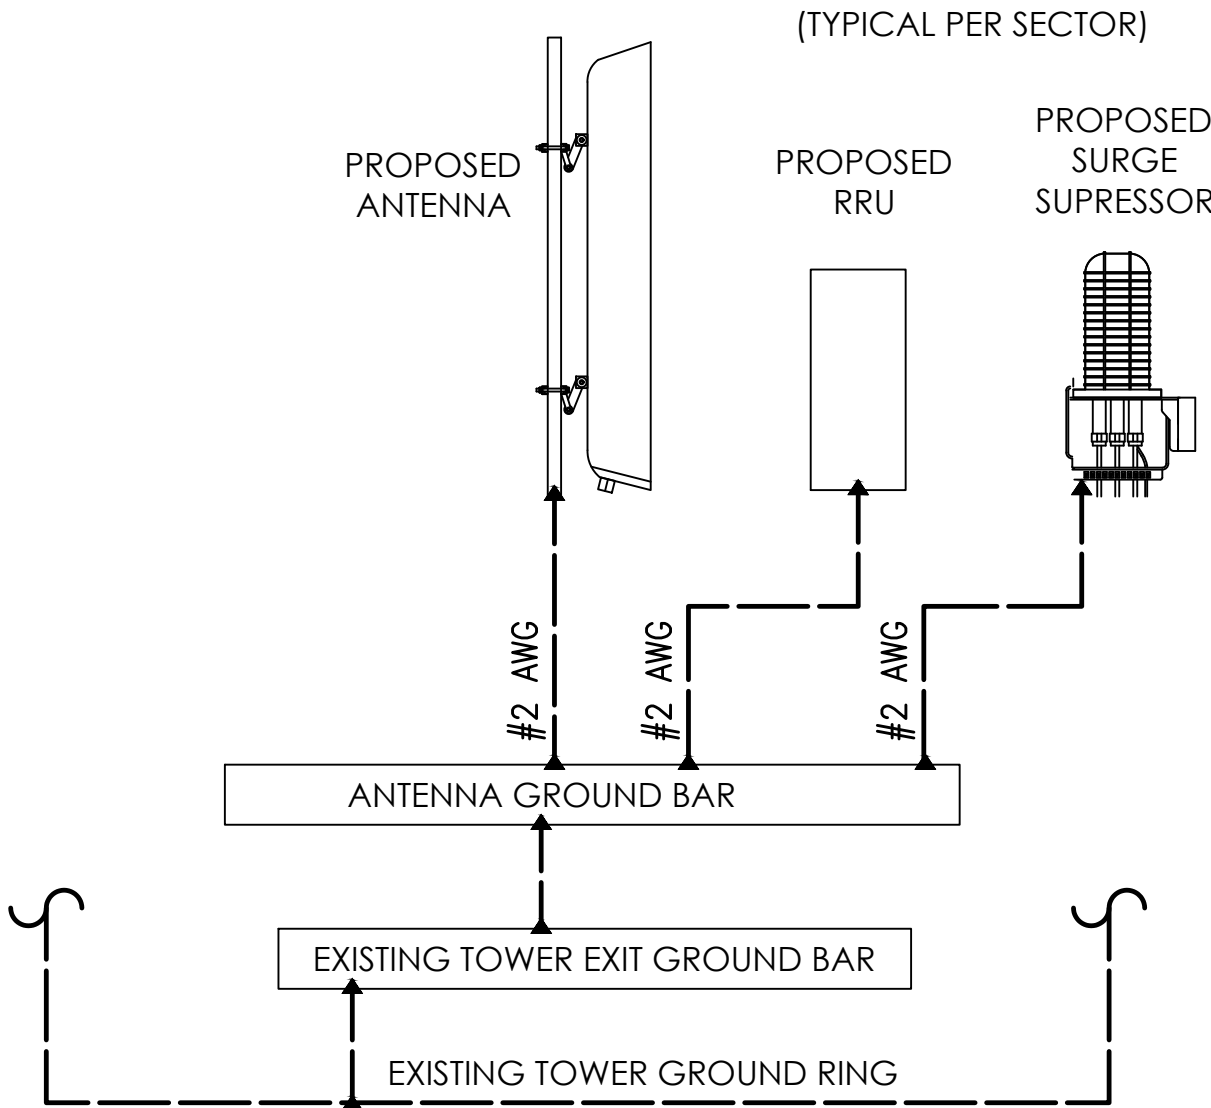 (TYPICAL PER SECTOR)
PROPOSED
ANTENNA
PROPOSED
RRU
PROPOSED
SURGE
SUPRESSOR
#2 AWG
#2 AWG
#2 AWG
ANTENNA GROUND BAR
EXISTING TOWER EXIT GROUND BAR
EXISTING TOWER GROUND RING